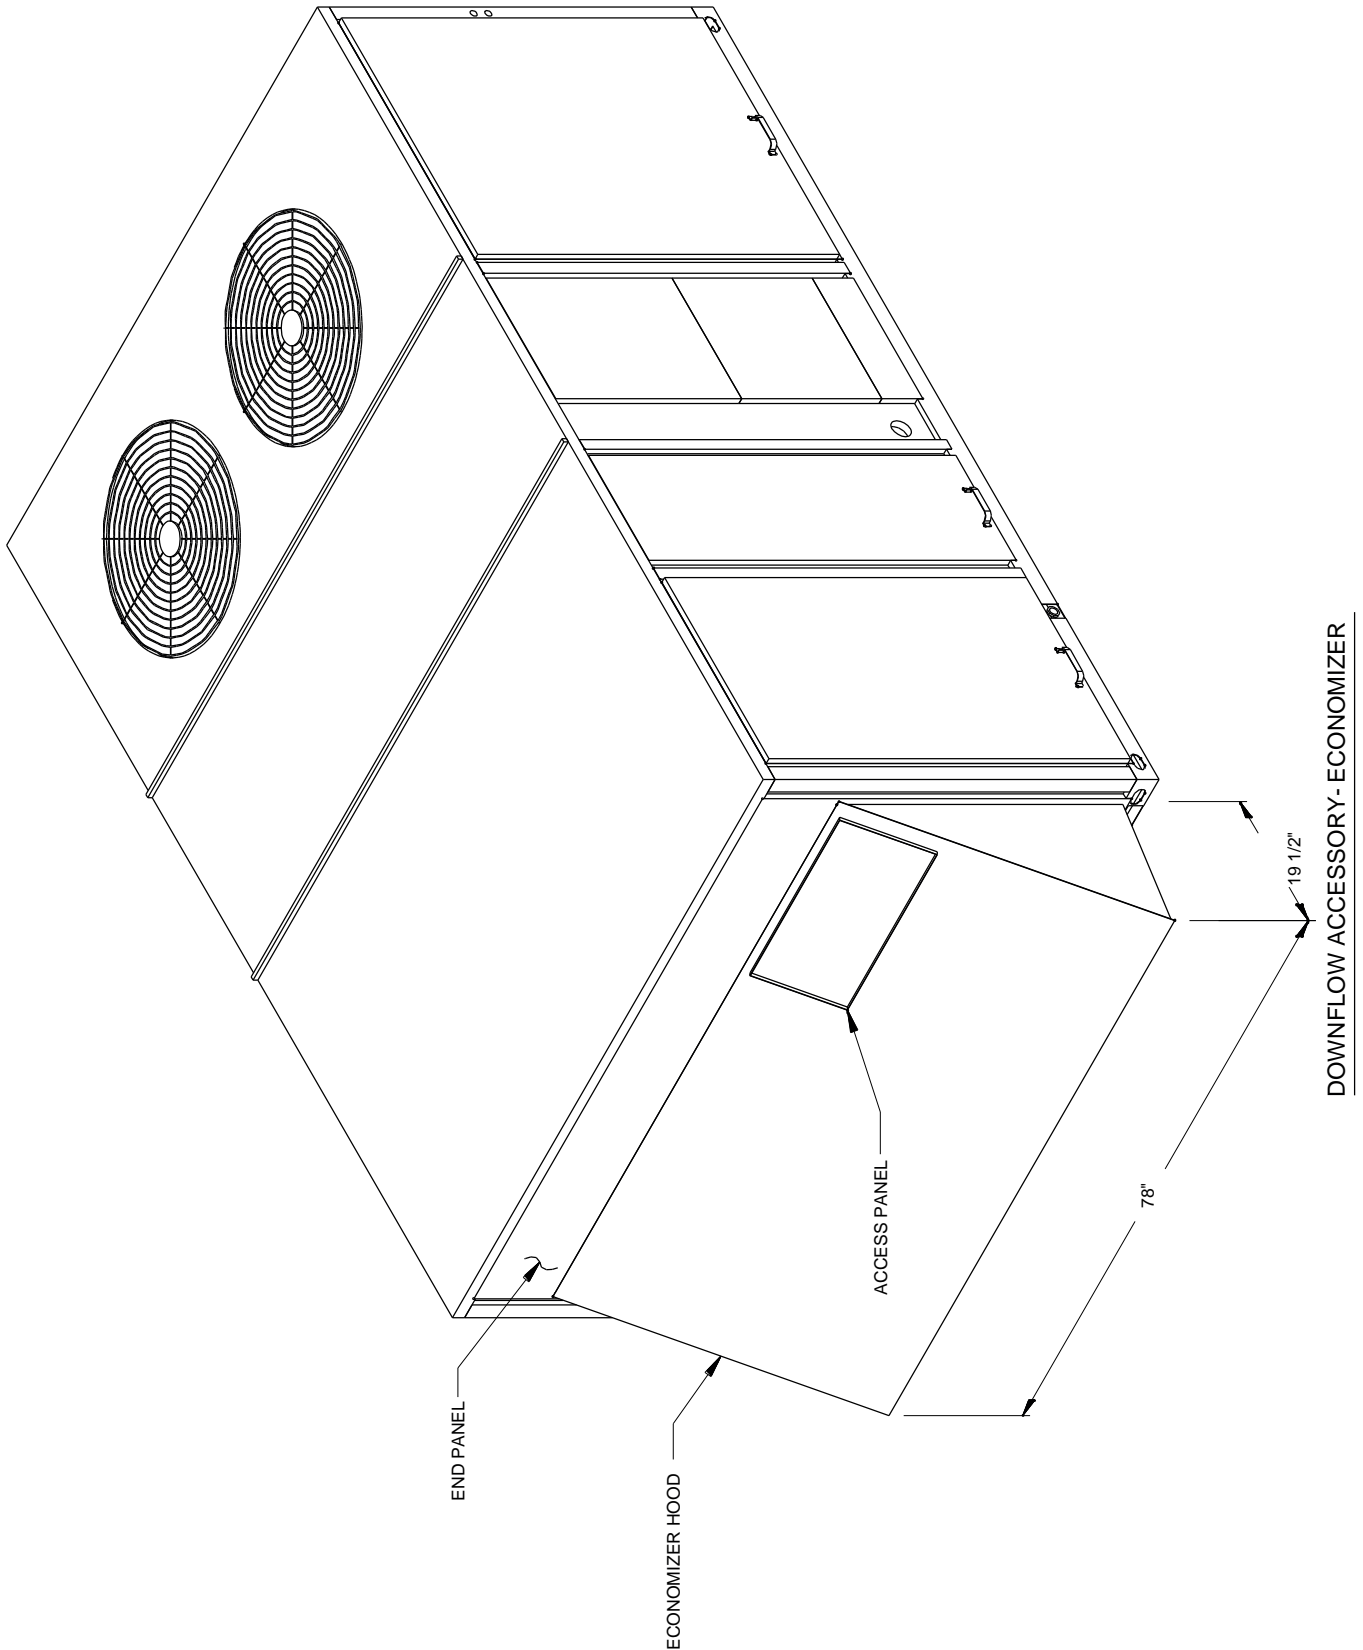 END PANEL
ECONOMIZER HOOD
ACCESS PANEL
78"
19 1/2"
DOWNFLOW ACCESSORY- ECONOMIZER